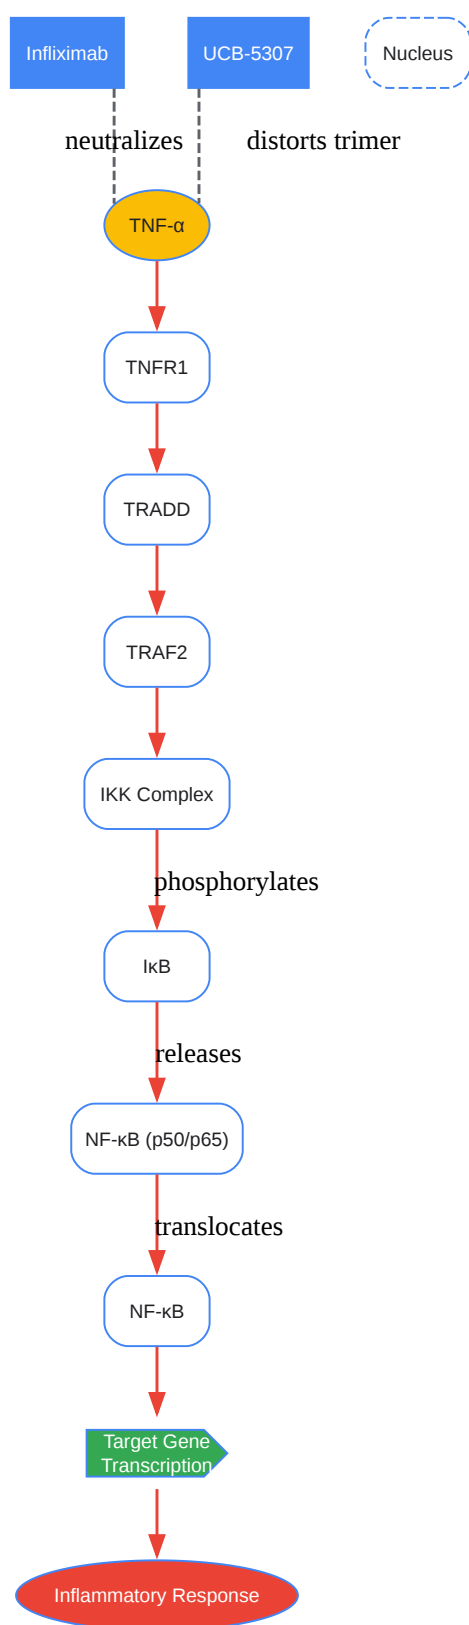 Infliximab
UCB-5307
Nucleus
neutralizes
distorts trimer
TNF-α
TNFR1
TRADD
TRAF2
IKK Complex
phosphorylates
IκB
releases
NF-κB (p50/p65)
translocates
NF-κB
Target Gene
Transcription
Inflammatory Response